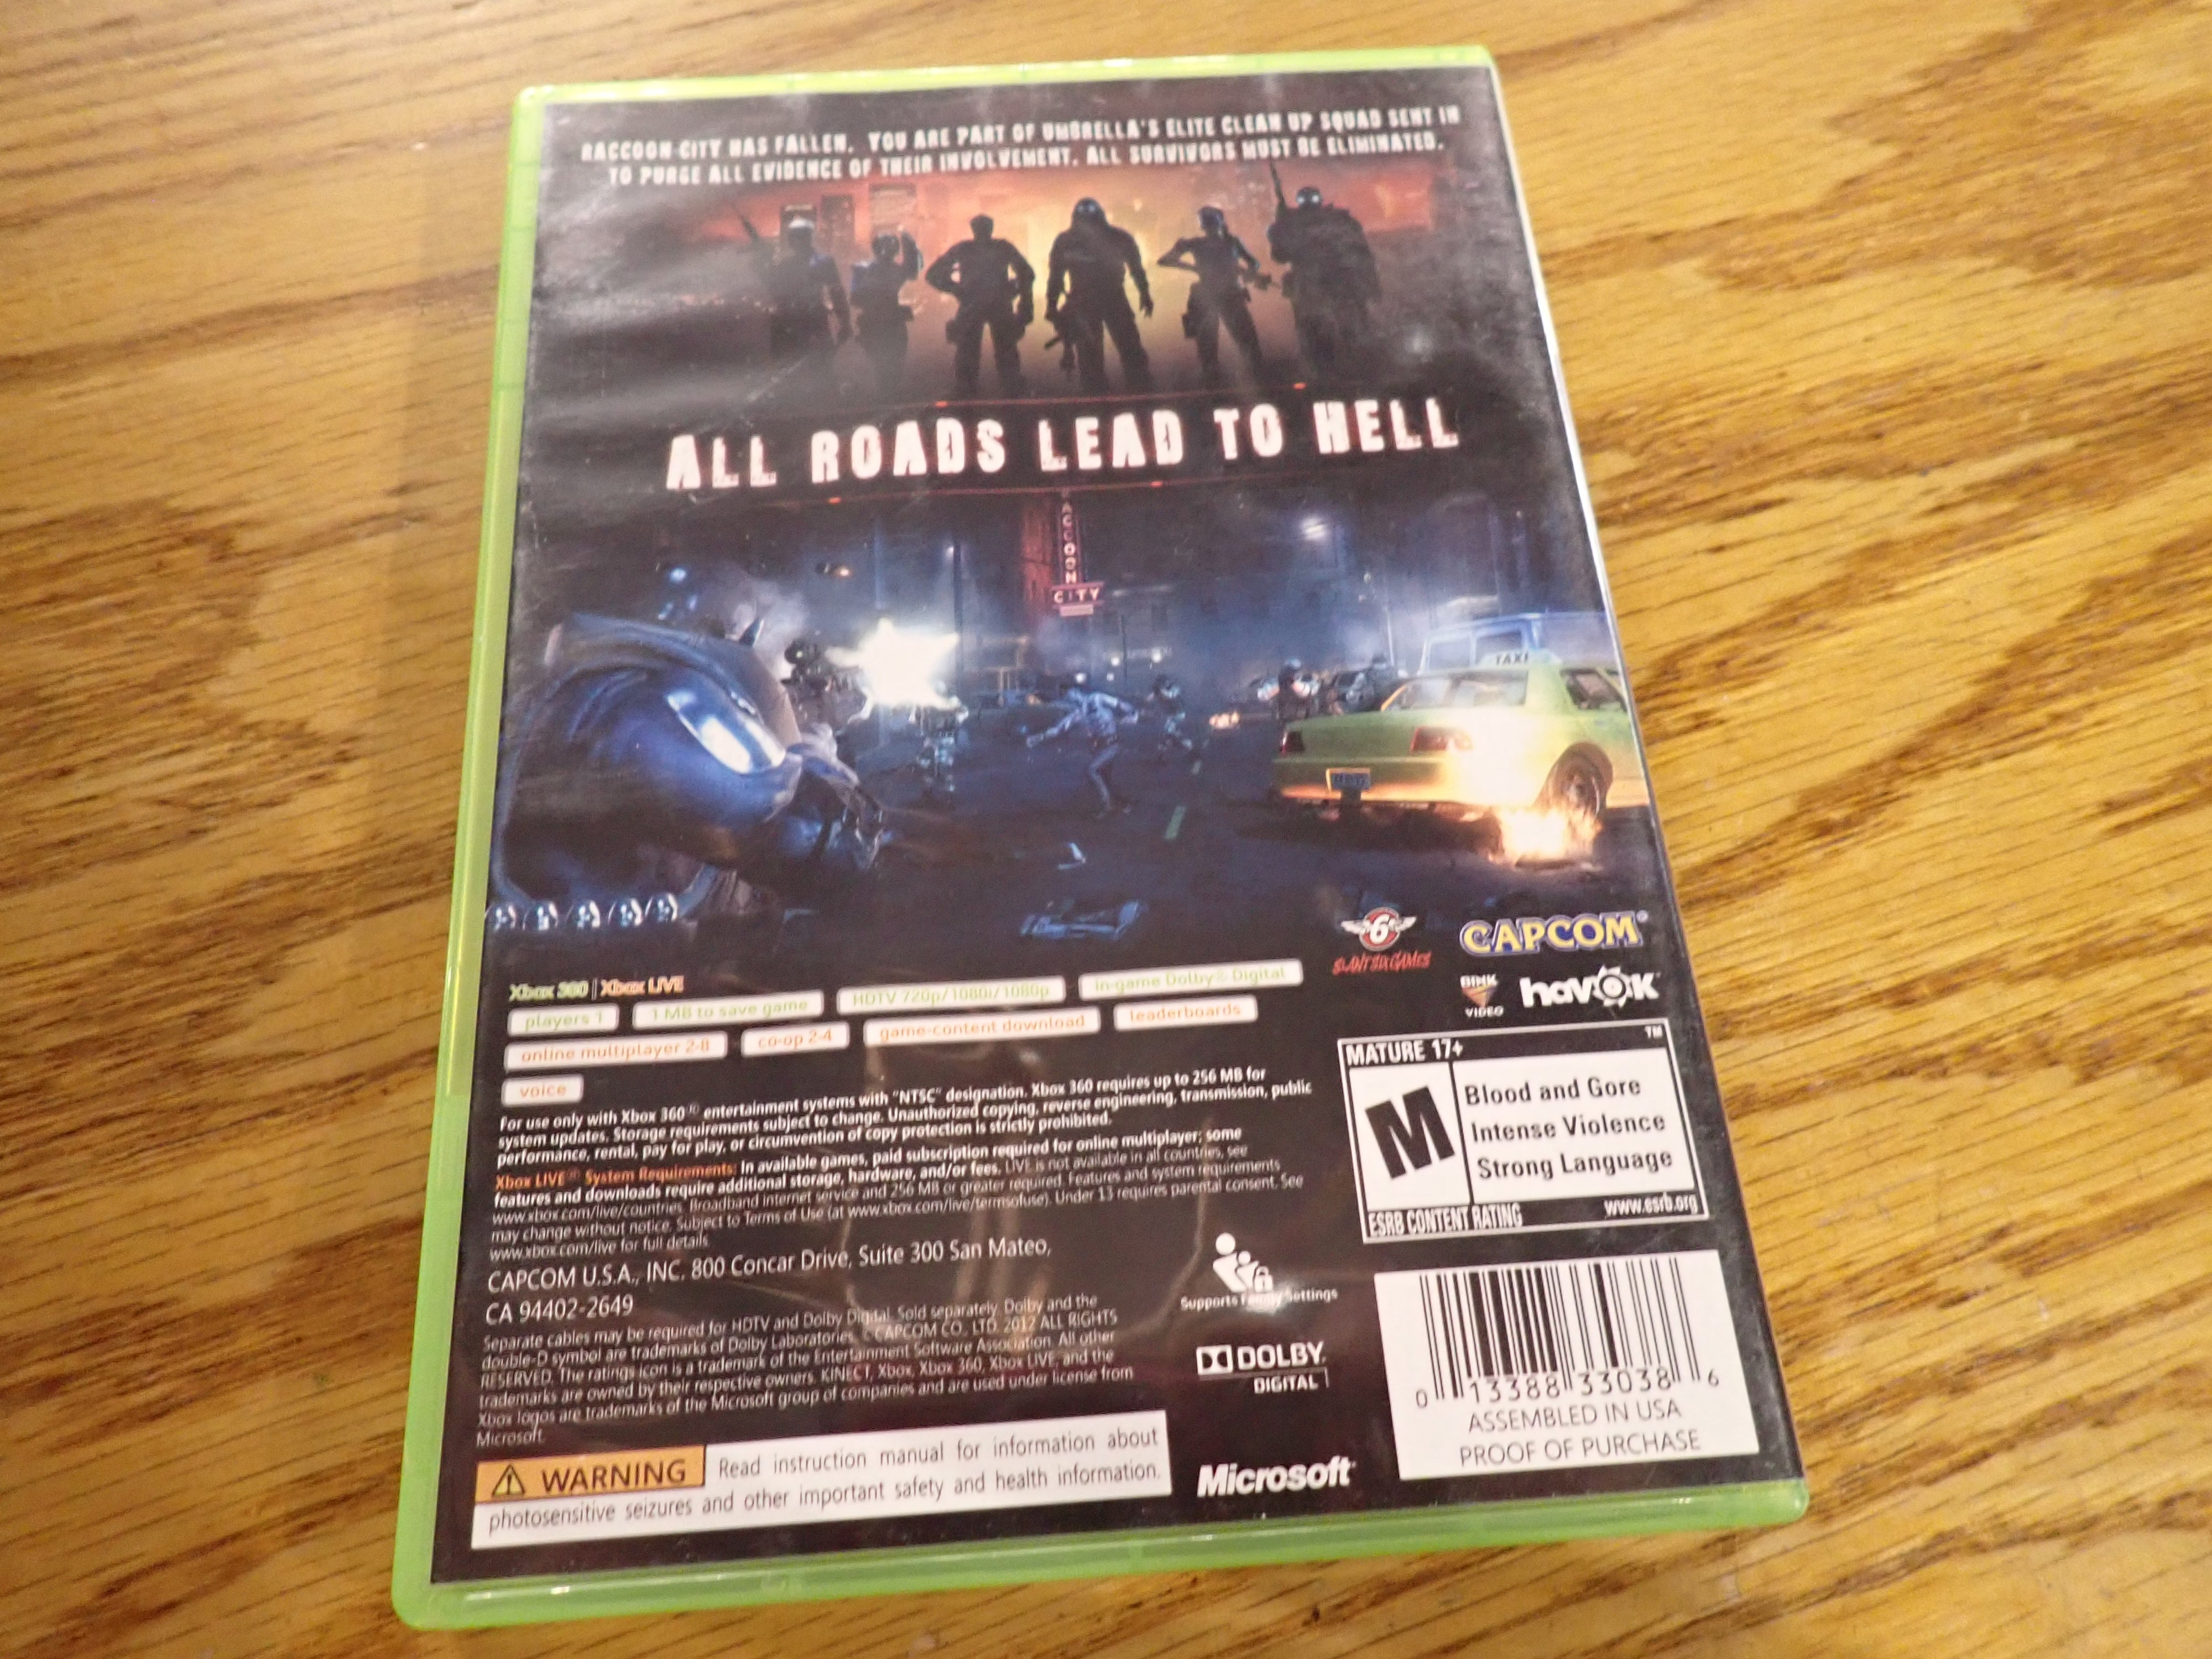 RACCOON CITY HAS FALLEN. YOU ARE PART OF UMBRELLA'S ELITE CLEAN UP SQUAD SENT IN
TO PURGE ALL EVIDENCE OF THEIR INVOLVEMENT. ALL SURVIVORS MUST BE ELIMINATED.
ALL ROADS LEAD TO HELL
RACCOON
CITY
TAXI
6
SLANT SIX GAMES
CAPCOM®
BINK
VIDEO
havok™
Xbox 360 | Xbox LIVE
players 1
1 MB to save game
HDTV 720p/1080i/1080p
in-game Dolby® Digital
online multiplayer 2-8
co-op 2-4
game-content download
leaderboards
voice
For use only with Xbox 360® entertainment systems with "NTSC" designation. Xbox 360 requires up to 256 MB for
system updates. Storage requirements subject to change. Unauthorized copying, reverse engineering, transmission, public
performance, rental, pay for play, or circumvention of copy protection is strictly prohibited.
Xbox LIVE® System Requirements: In available games, paid subscription required for online multiplayer; some
features and downloads require additional storage, hardware, and/or fees. LIVE is not available in all countries, see
www.xbox.com/live/countries. Broadband internet service and 256 MB or greater required. Features and system requirements
may change without notice. Subject to Terms of Use (at www.xbox.com/live/termsofuse). Under 13 requires parental consent. See
www.xbox.com/live for full details.
CAPCOM U.S.A., INC. 800 Concar Drive, Suite 300 San Mateo,
CA 94402-2649
Separate cables may be required for HDTV and Dolby Digital. Sold separately. Dolby and the
double-D symbol are trademarks of Dolby Laboratories. ©CAPCOM CO., LTD. 2012 ALL RIGHTS
RESERVED. The ratings icon is a trademark of the Entertainment Software Association. All other
trademarks are owned by their respective owners. KINECT, Xbox, Xbox 360, Xbox LIVE, and the
Xbox logos are trademarks of the Microsoft group of companies and are used under license from
Microsoft.
WARNING Read instruction manual for information about
photosensitive seizures and other important safety and health information.
MATURE 17+ ™
M
Blood and Gore
Intense Violence
Strong Language
ESRB CONTENT RATING www.esrb.org
Supports Family Settings
DOLBY
DIGITAL
Microsoft®
0 13388 33038 6
ASSEMBLED IN USA
PROOF OF PURCHASE